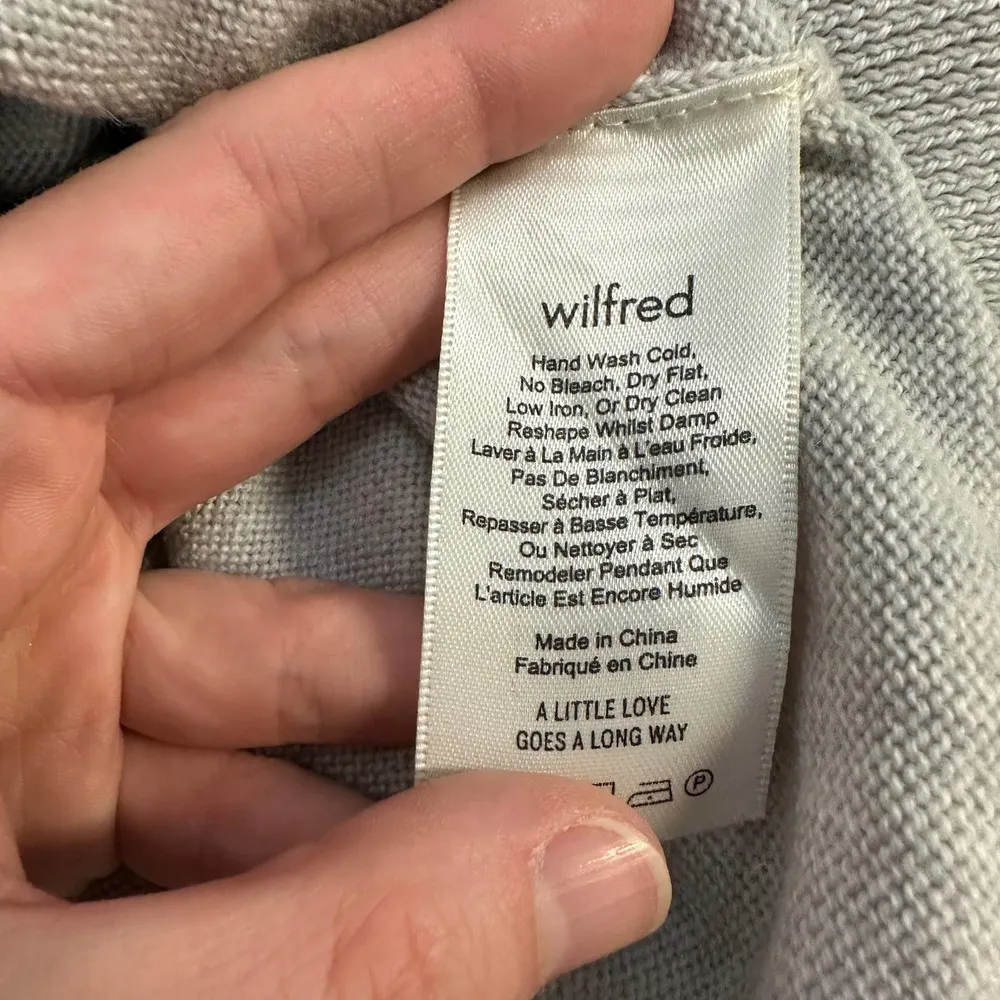 wilfred
Hand Wash Cold,
No Bleach, Dry Flat,
Low Iron, Or Dry Clean
Reshape Whilst Damp
Laver à La Main à L'eau Froide,
Pas De Blanchiment,
Sécher à Plat,
Repasser à Basse Température,
Ou Nettoyer à Sec
Remodeler Pendant Que
L'article Est Encore Humide
Made in China
Fabriqué en Chine
A LITTLE LOVE
GOES A LONG WAY
P